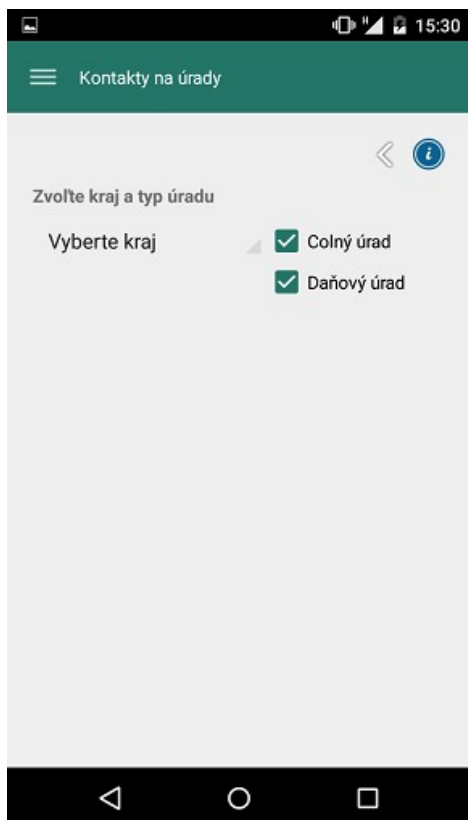 15:30
Kontakty na úrady
Zvoľte kraj a typ úradu
Vyberte kraj
Colný úrad
Daňový úrad